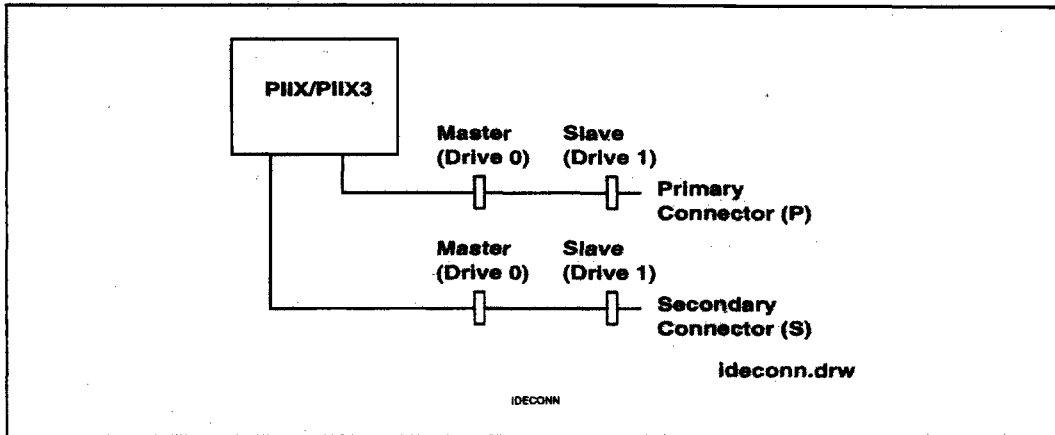 PIIX/PIIX3
Master
(Drive 0)
Slave
(Drive 1)
Primary
Connector (P)
Master
(Drive 0)
Slave
(Drive 1)
Secondary
Connector (S)
ideconn.drw
IDECONN